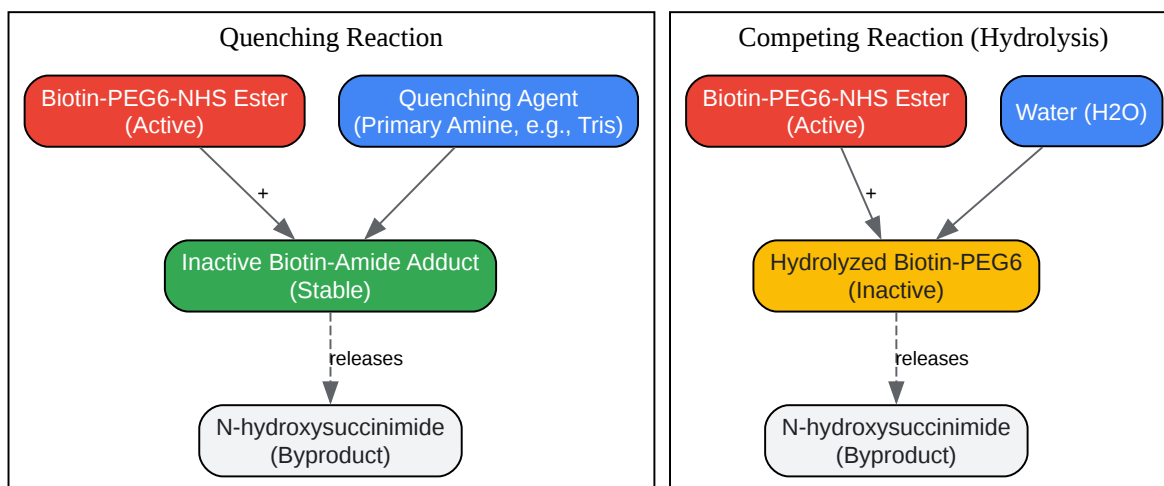 Quenching Reaction
Biotin-PEG6-NHS Ester
(Active)
Quenching Agent
(Primary Amine, e.g., Tris)
+
Inactive Biotin-Amide Adduct
(Stable)
releases
N-hydroxysuccinimide
(Byproduct)
Competing Reaction (Hydrolysis)
Biotin-PEG6-NHS Ester
(Active)
Water (H2O)
+
Hydrolyzed Biotin-PEG6
(Inactive)
releases
N-hydroxysuccinimide
(Byproduct)